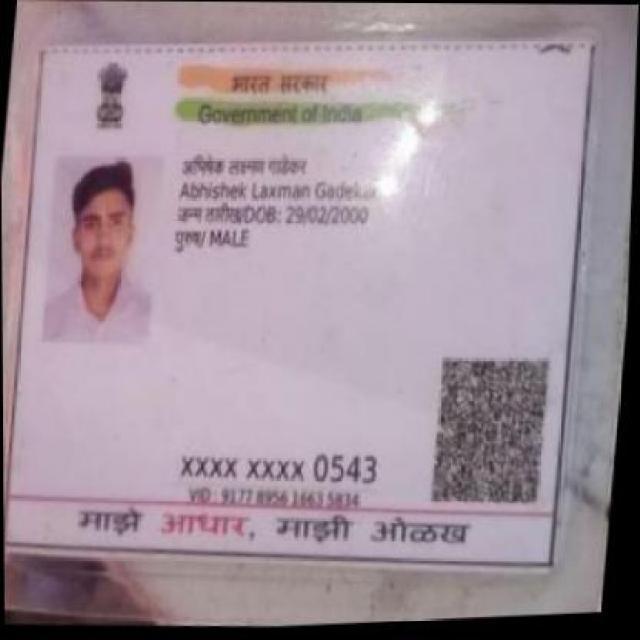 भारत सरकार
Government of India
अभिषेक लक्ष्मण गाडेकर
Abhishek Laxman Gadekar
जन्म तारीख/DOB: 29/02/2000
पुरुष/ MALE
XXXX XXXX 0543
VID : 9177 8956 1663 5834
माझे आधार, माझी ओळख